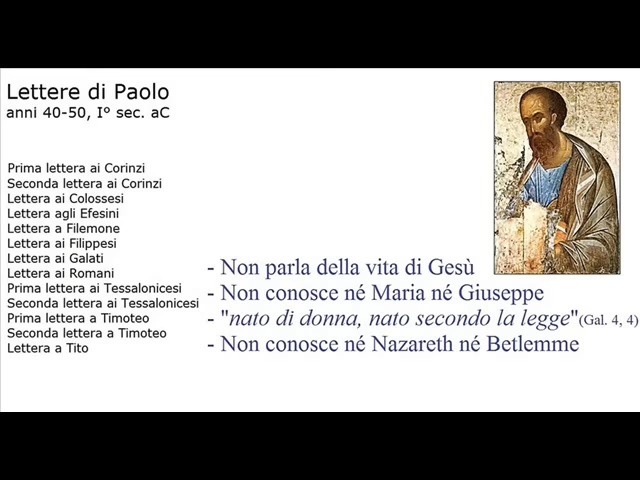 Lettere di Paolo
anni 40-50, I° sec. aC
Prima lettera ai Corinzi
Seconda lettera ai Corinzi
Lettera ai Colossesi
Lettera agli Efesini
Lettera a Filemone
Lettera ai Filippesi
Lettera ai Galati
Lettera ai Romani
Prima lettera ai Tessalonicesi
Seconda lettera ai Tessalonicesi
Prima lettera a Timoteo
Seconda lettera a Timoteo
Lettera a Tito
- Non parla della vita di Gesù
- Non conosce né Maria né Giuseppe
- "nato di donna, nato secondo la legge"(Gal. 4, 4)
- Non conosce né Nazareth né Betlemme